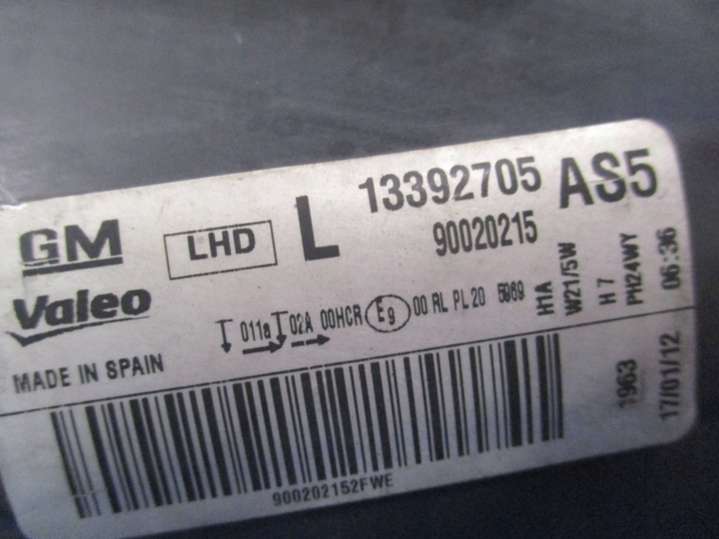 GM
Valeo
MADE IN SPAIN
LHD
L
13392705
90020215
AS5
011a 02A 00HCR E9 00 RL PL 20 5969
H1A
W21/5W
H7
PH24WY
06:36
1963
17/01/12
900202152FWE